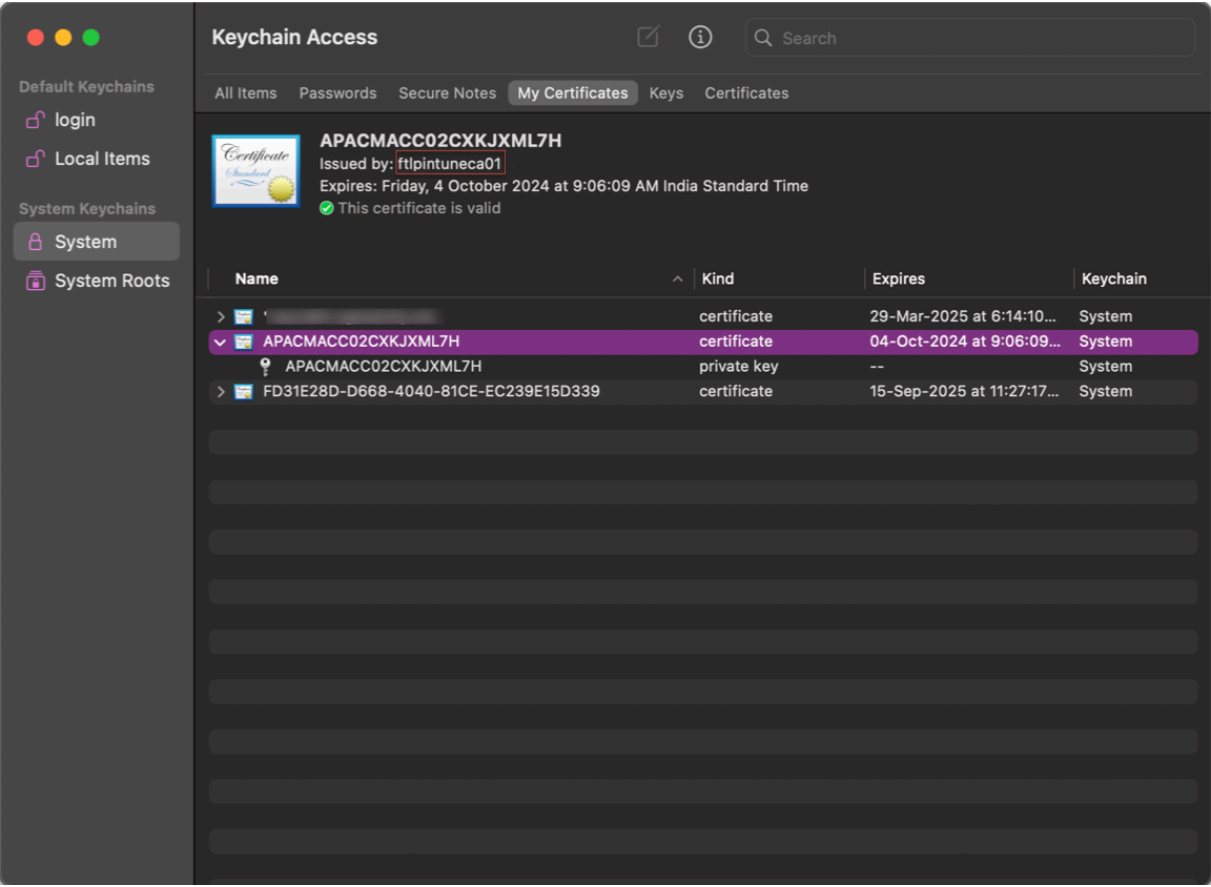 Keychain Access
Search
Default Keychains
login
Local Items
System Keychains
System
System Roots
All Items Passwords Secure Notes My Certificates Keys Certificates
Certificate
Standard
APACMACC02CXKJXML7H
Issued by: ftlpintuneca01
Expires: Friday, 4 October 2024 at 9:06:09 AM India Standard Time
This certificate is valid
Name Kind Expires Keychain
certificate 29-Mar-2025 at 6:14:10... System
APACMACC02CXKJXML7H certificate 04-Oct-2024 at 9:06:09... System
APACMACC02CXKJXML7H private key -- System
FD31E28D-D668-4040-81CE-EC239E15D339 certificate 15-Sep-2025 at 11:27:17... System